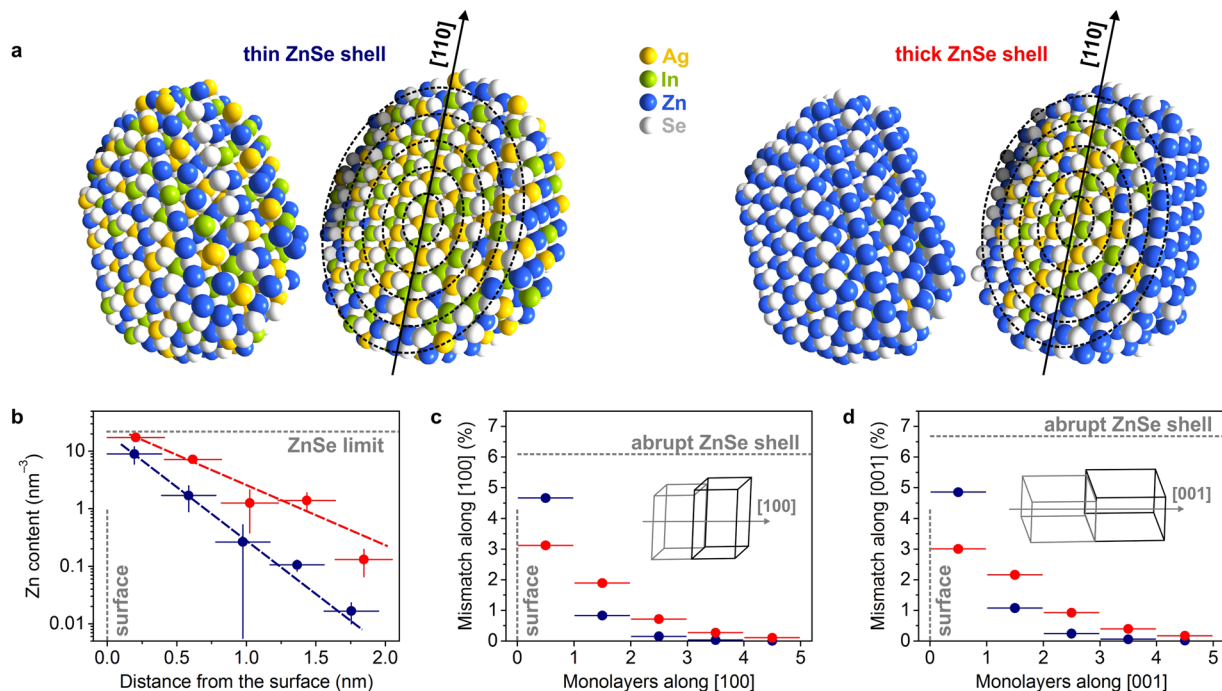 a
thin ZnSe shell
[110]
Ag
In
Zn
Se
thick ZnSe shell
[110]
b
Zn content (nm⁻³)
10
1
0.1
0.01
ZnSe limit
surface
0.0
0.5
1.0
1.5
2.0
Distance from the surface (nm)
c
Mismatch along [100] (%)
7
6
5
4
3
2
1
0
abrupt ZnSe shell
[100]
surface
0
1
2
3
4
5
Monolayers along [100]
d
Mismatch along [001] (%)
7
6
5
4
3
2
1
0
abrupt ZnSe shell
[001]
surface
0
1
2
3
4
5
Monolayers along [001]